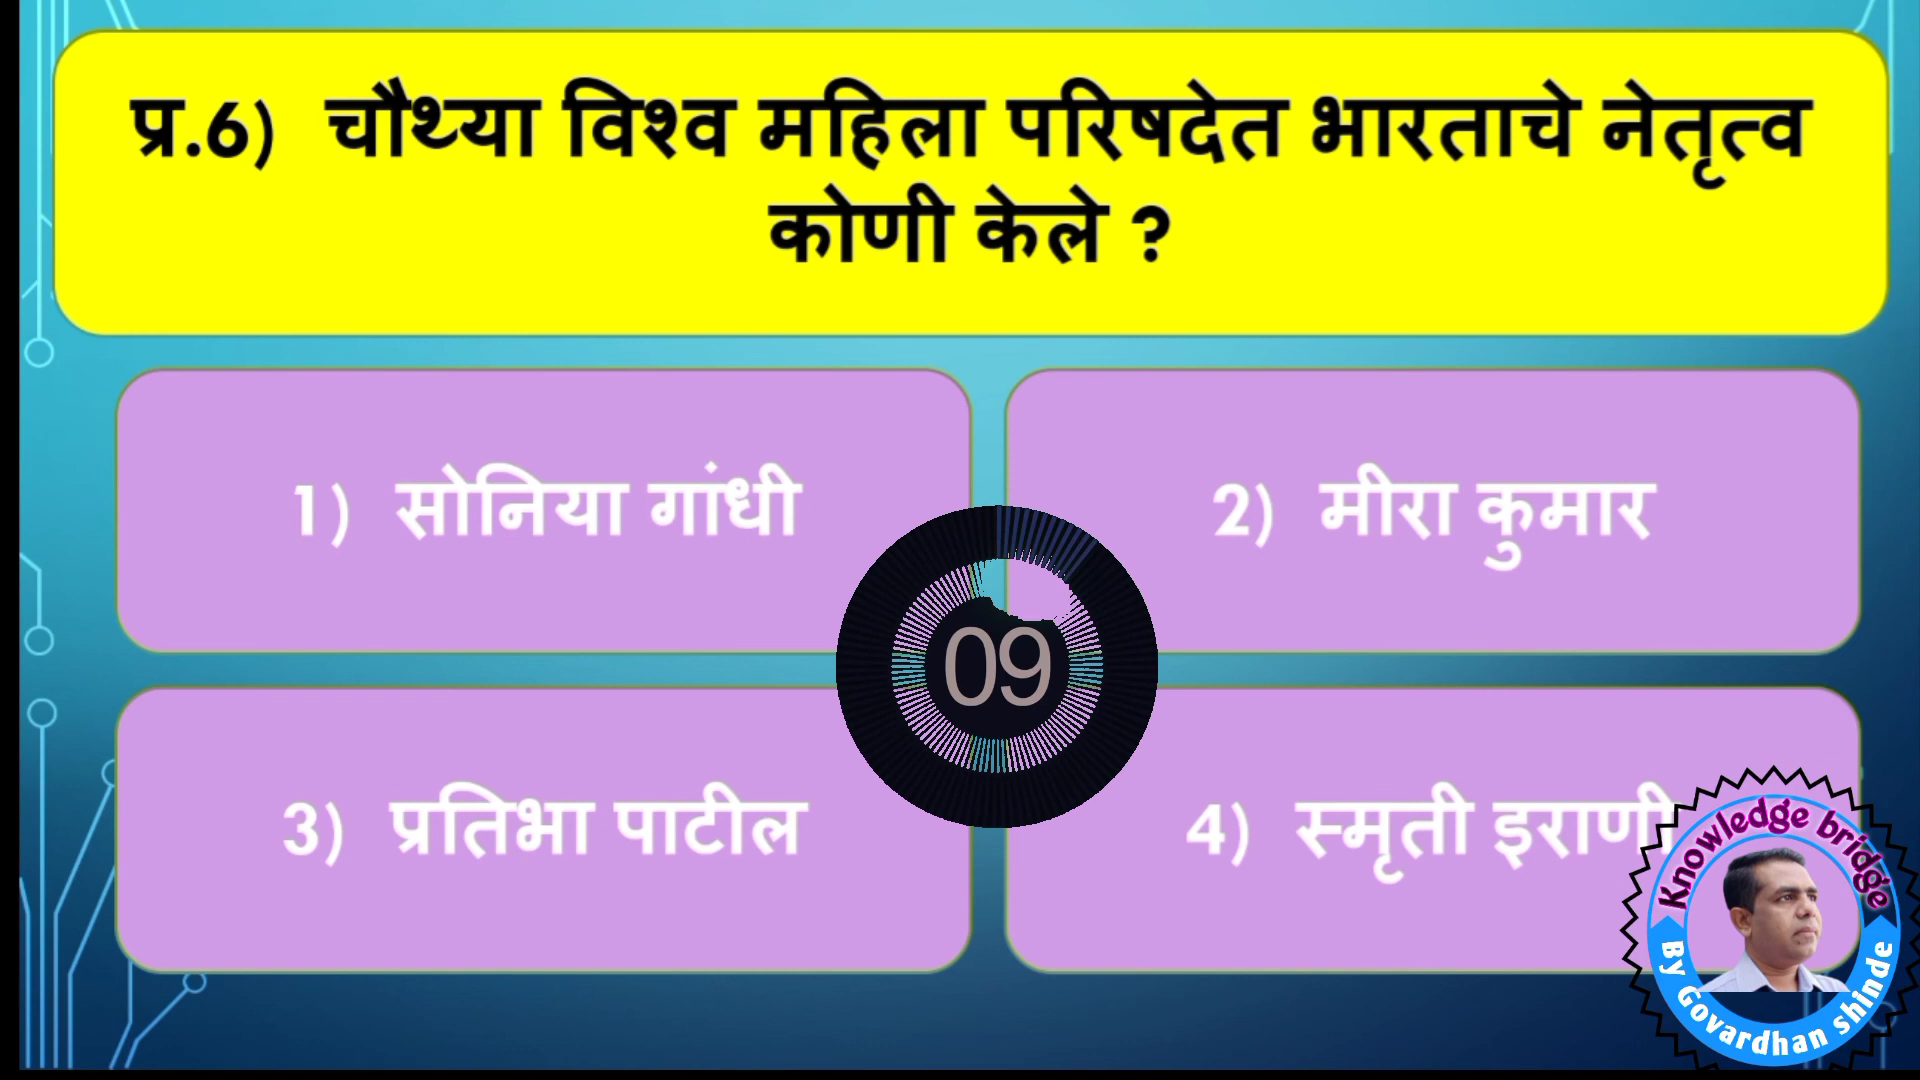 प्र.6) चौथ्या विश्व महिला परिषदेत भारताचे नेतृत्व
कोणी केले ?
1) सोनिया गांधी
2) मीरा कुमार
09
3) प्रतिभा पाटील
4) स्मृती इराणी
Knowledge bridge
By Govardhan shinde